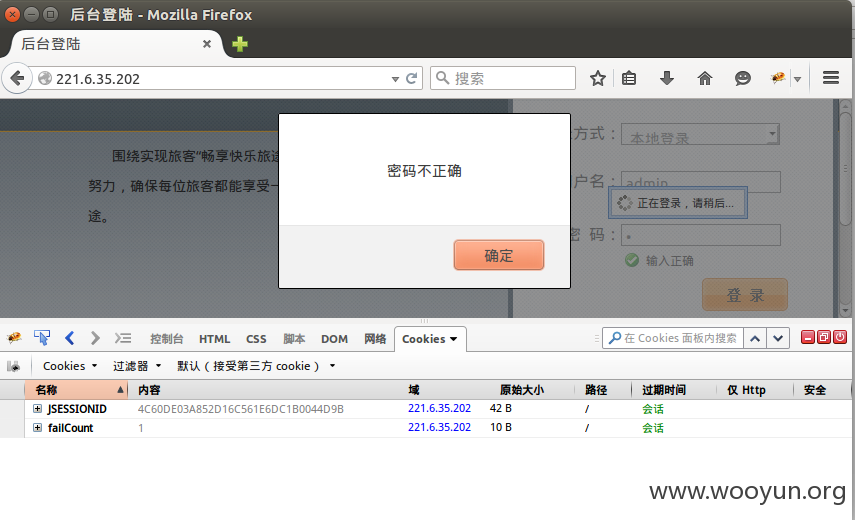 后台登陆 - Mozilla Firefox
后台登陆
221.6.35.202
搜索
围绕实现旅客“畅享快乐旅途
努力，确保每位旅客都能享受一
途。
密码不正确
确定
方式：
本地登录
户名：
admin
正在登录，请稍后...
密 码：
输入正确
登 录
控制台 HTML CSS 脚本 DOM 网络 Cookies
在 Cookies 面板内搜索
Cookies 过滤器 默认（接受第三方 cookie）
名称 内容 域 原始大小 路径 过期时间 仅 Http 安全
JSESSIONID 4C60DE03A852D16C561E6DC1B0044D9B 221.6.35.202 42 B / 会话
failCount 1 221.6.35.202 10 B / 会话
www.wooyun.org